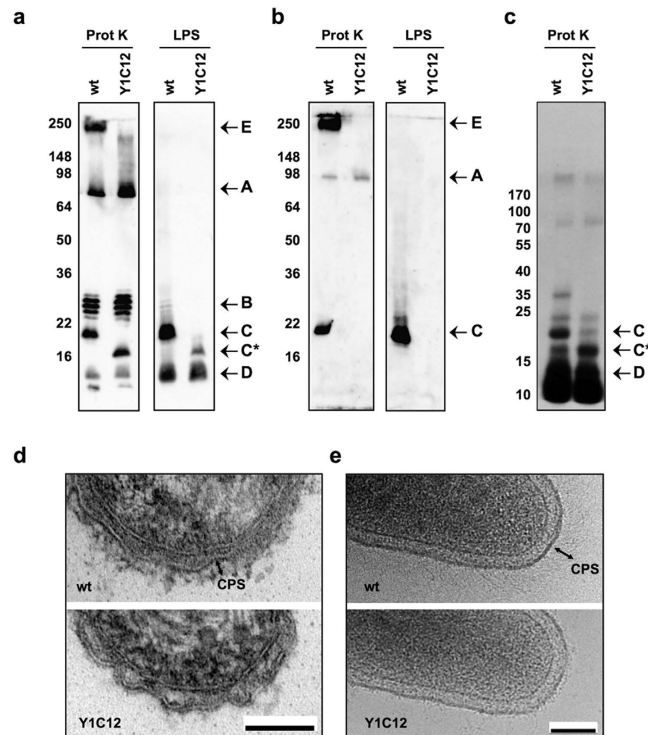 a
Prot K LPS
wt Y1C12 wt Y1C12
250 ← E
148
98 ← A
64
50
36
← B
22 ← C
← C*
16
← D
b
Prot K LPS
wt Y1C12 wt Y1C12
250 ← E
148
98 ← A
64
50
36
22 ← C
16
c
Prot K
wt Y1C12
170
100
70
55
40
35
25
← C
← C*
15
← D
10
d
CPS
wt
Y1C12
e
CPS
wt
Y1C12